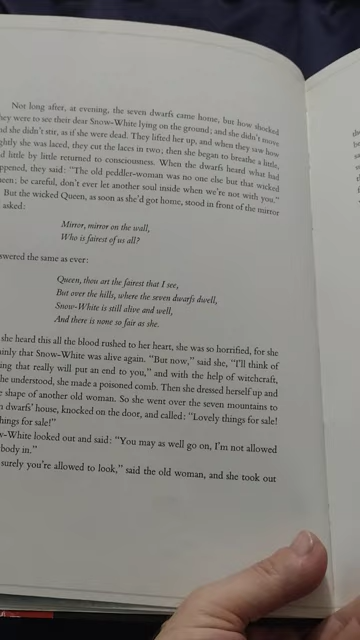 Not long after, at evening, the seven dwarfs came home, but how shocked
they were to see their dear Snow-White lying on the ground; and she didn't move
and she didn't stir, as if she were dead. They lifted her up, and when they saw how
ghtly she was laced, they cut the laces in two; then she began to breathe a little,
d little by little returned to consciousness. When the dwarfs heard what had
ppened, they said: "The old peddler-woman was no one else but that wicked
ueen; be careful, don't ever let another soul inside when we're not with you."
But the wicked Queen, as soon as she'd got home, stood in front of the mirror
asked:
Mirror, mirror on the wall,
Who is fairest of us all?
swered the same as ever:
Queen, thou art the fairest that I see,
But over the hills, where the seven dwarfs dwell,
Snow-White is still alive and well,
And there is none so fair as she.
she heard this all the blood rushed to her heart, she was so horrified, for she
ainly that Snow-White was alive again. "But now," said she, "I'll think of
ing that really will put an end to you," and with the help of witchcraft,
he understood, she made a poisoned comb. Then she dressed herself up and
e shape of another old woman. So she went over the seven mountains to
n dwarfs' house, knocked on the door, and called: "Lovely things for sale!
hings for sale!"
w-White looked out and said: "You may as well go on, I'm not allowed
body in."
surely you're allowed to look," said the old woman, and she took out